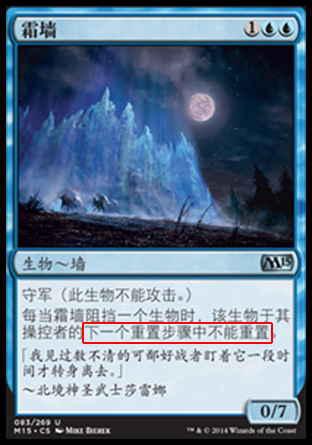 霜墙 1
生物～墙 M15
守军（此生物不能攻击。）
每当霜墙阻挡一个生物时，该生物于其
操控者的下一个重置步骤中不能重置。
「我见过数不清的可鄙好战者盯着它一段时
间才转身离去。」
～北境神圣武士莎雷娜
083/269 U
M15 • CS MIKE BIEREK
™ & © 2014 Wizards of the Coast
0/7